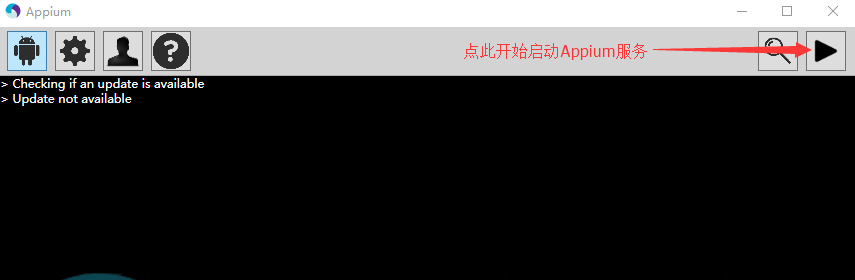 Appium
点此开始启动Appium服务
> Checking if an update is available
> Update not available